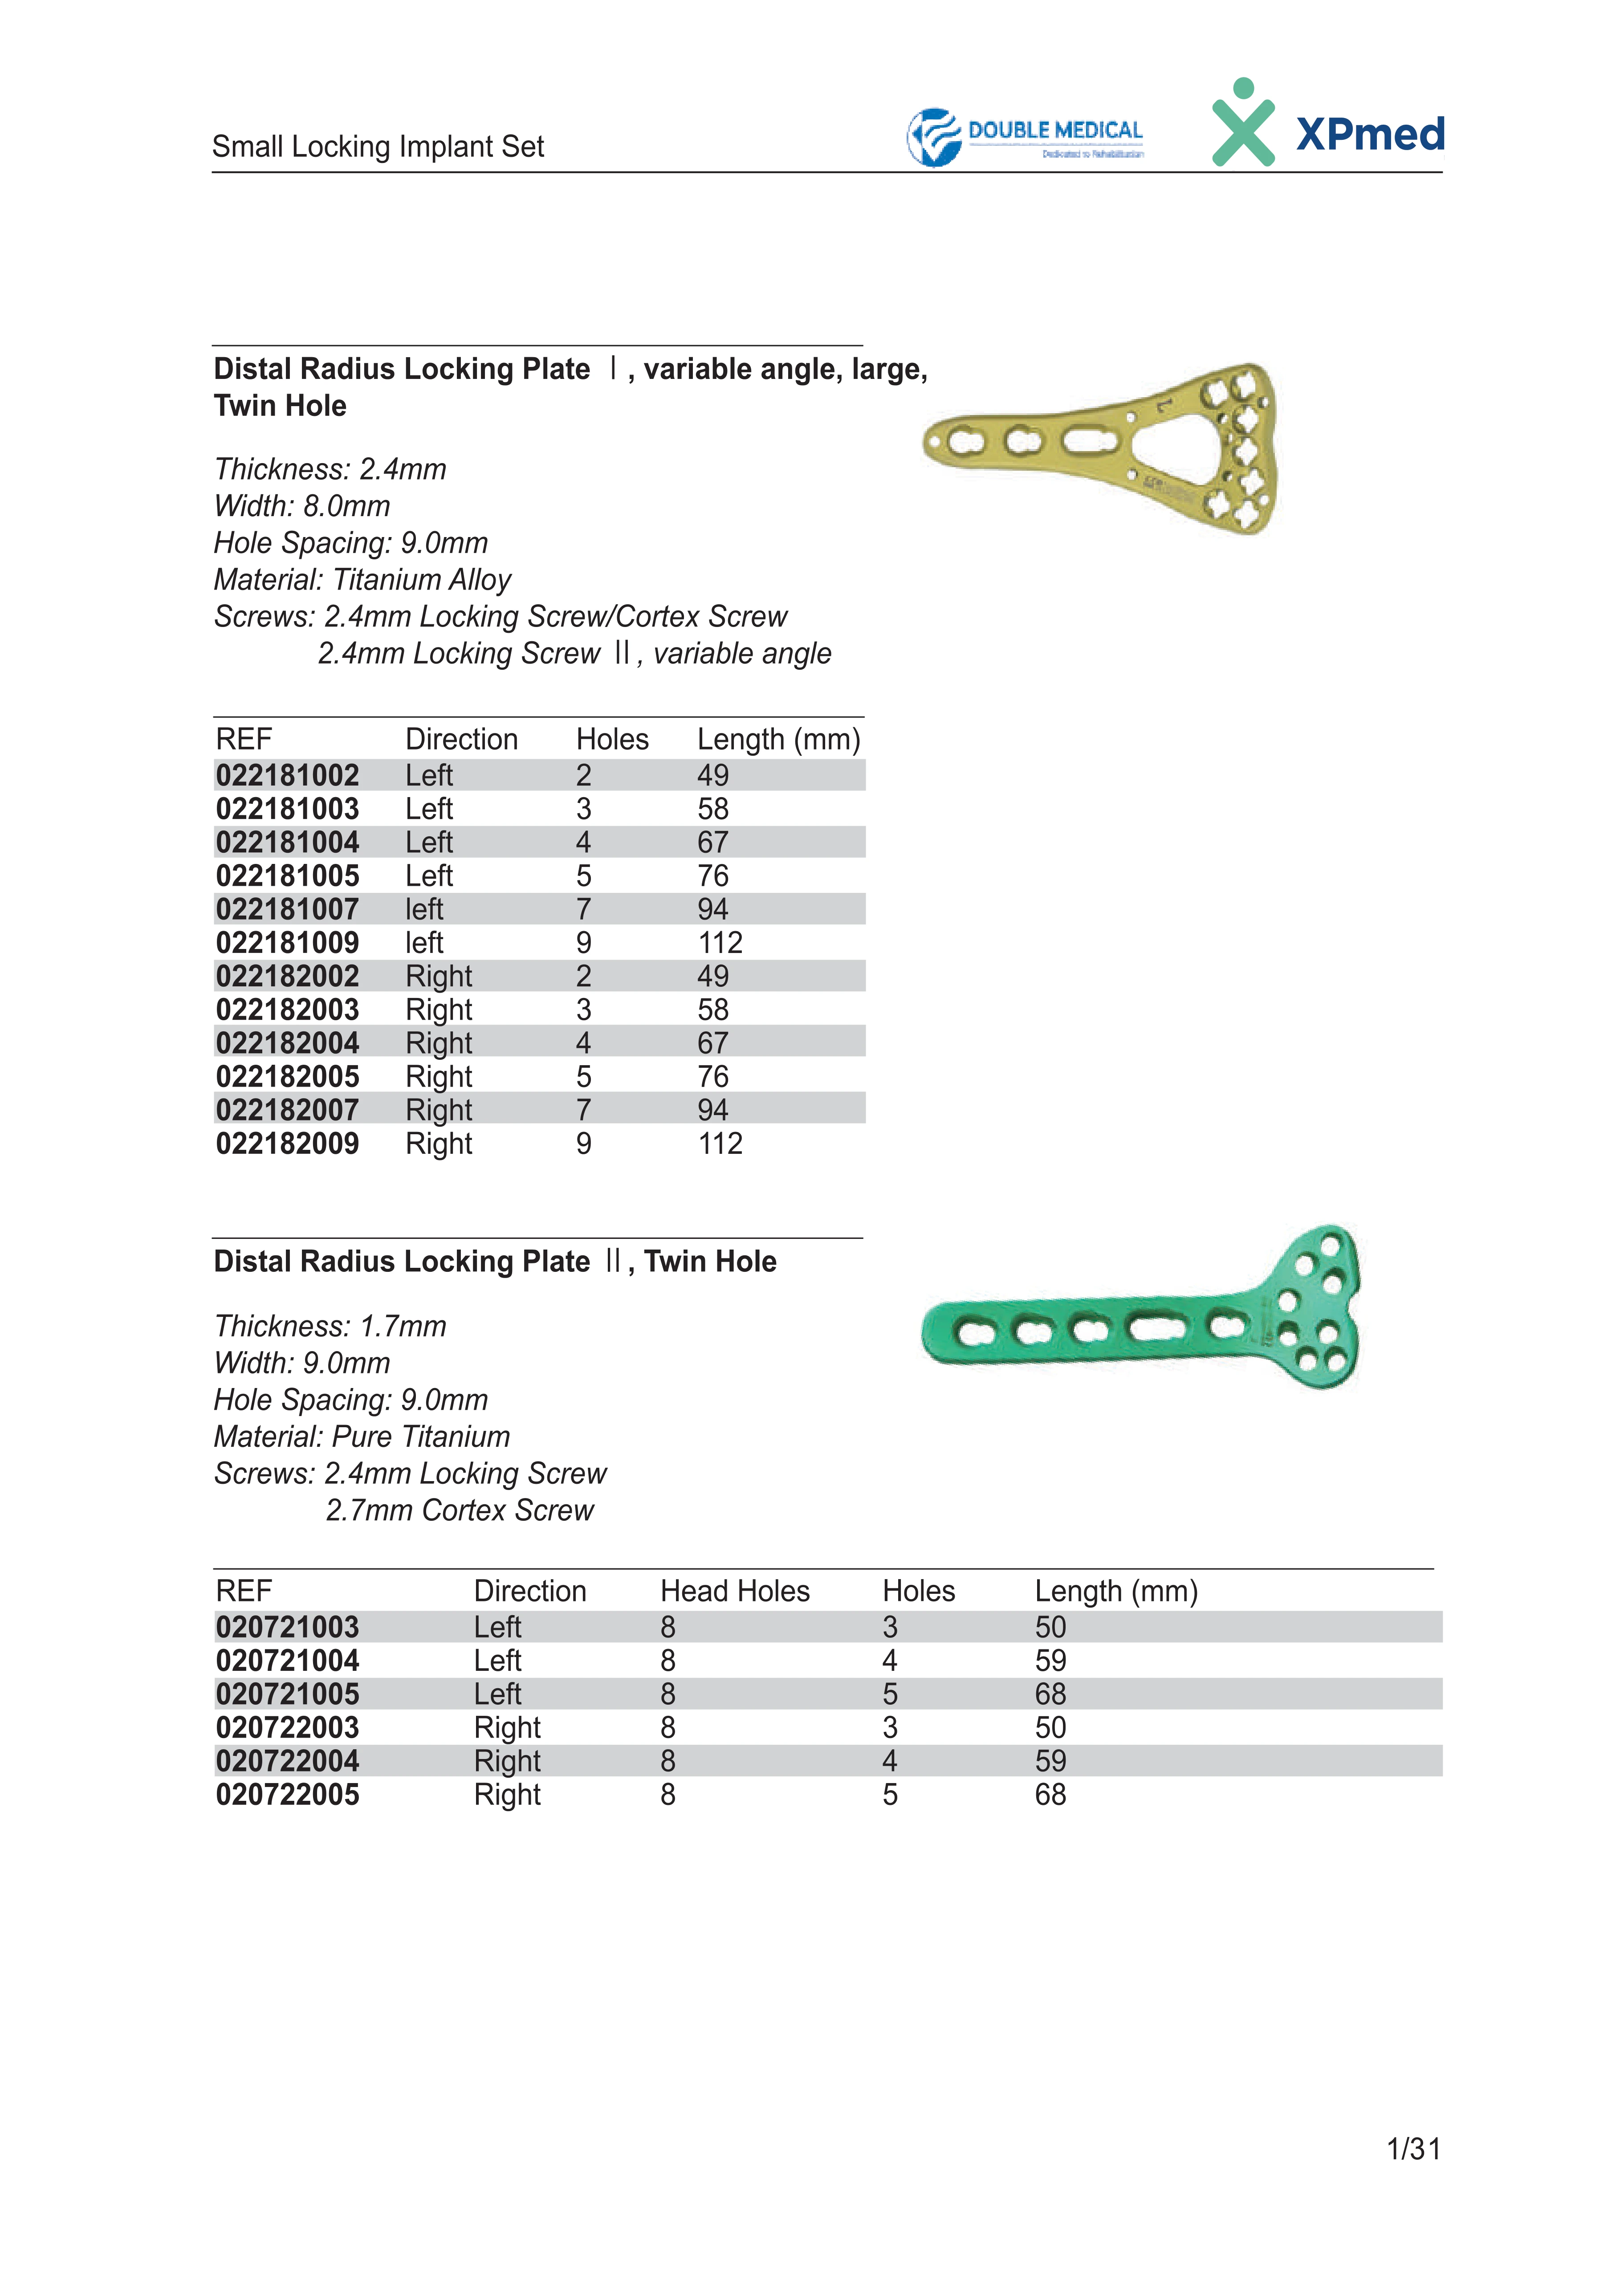 Small Locking Implant Set
DOUBLE MEDICAL
Dedicated to Rehabilitation
XPmed
Distal Radius Locking Plate Ⅰ, variable angle, large,
Twin Hole
Thickness: 2.4mm
Width: 8.0mm
Hole Spacing: 9.0mm
Material: Titanium Alloy
Screws: 2.4mm Locking Screw/Cortex Screw
2.4mm Locking Screw Ⅱ, variable angle
REF Direction Holes Length (mm)
022181002 Left 2 49
022181003 Left 3 58
022181004 Left 4 67
022181005 Left 5 76
022181007 left 7 94
022181009 left 9 112
022182002 Right 2 49
022182003 Right 3 58
022182004 Right 4 67
022182005 Right 5 76
022182007 Right 7 94
022182009 Right 9 112
Distal Radius Locking Plate Ⅱ, Twin Hole
Thickness: 1.7mm
Width: 9.0mm
Hole Spacing: 9.0mm
Material: Pure Titanium
Screws: 2.4mm Locking Screw
2.7mm Cortex Screw
REF Direction Head Holes Holes Length (mm)
020721003 Left 8 3 50
020721004 Left 8 4 59
020721005 Left 8 5 68
020722003 Right 8 3 50
020722004 Right 8 4 59
020722005 Right 8 5 68
1/31